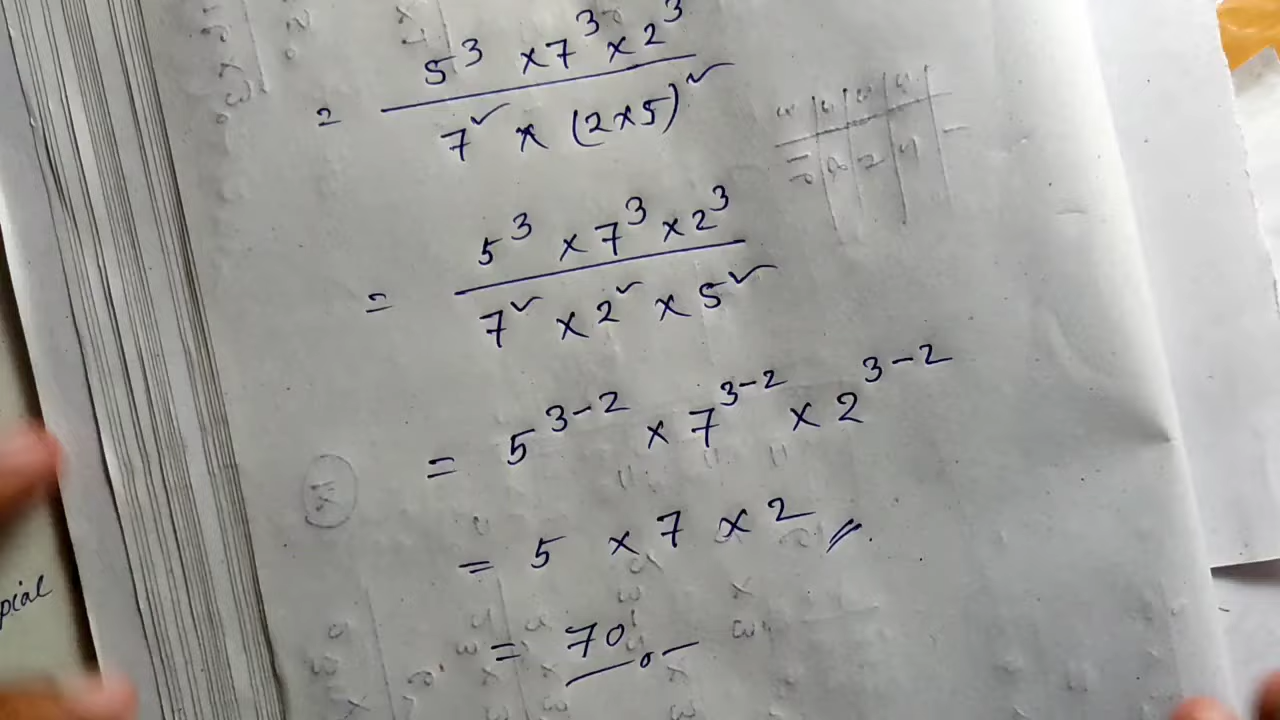 = 5³ × 7³ × 2³ / 7² × (2×5)²
= 5³ × 7³ × 2³ / 7² × 2² × 5²
= 5³⁻² × 7³⁻² × 2³⁻²
= 5 × 7 × 2 //
= 70
pial